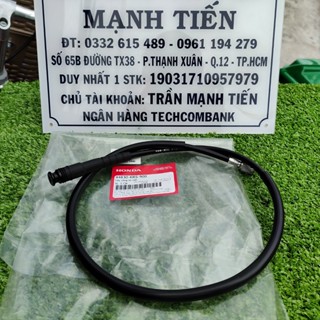 MẠNH TIẾN
ĐT: 0332 615 489 - 0961 194 279
SỐ 65B ĐƯỜNG TX38 - P.THẠNH XUÂN - Q.12 - TP.HCM
DUY NHẤT 1 STK: 19031710957979
CHỦ TÀI KHOẢN: TRẦN MẠNH TIẾN
NGÂN HÀNG TECHCOMBANK
HONDA